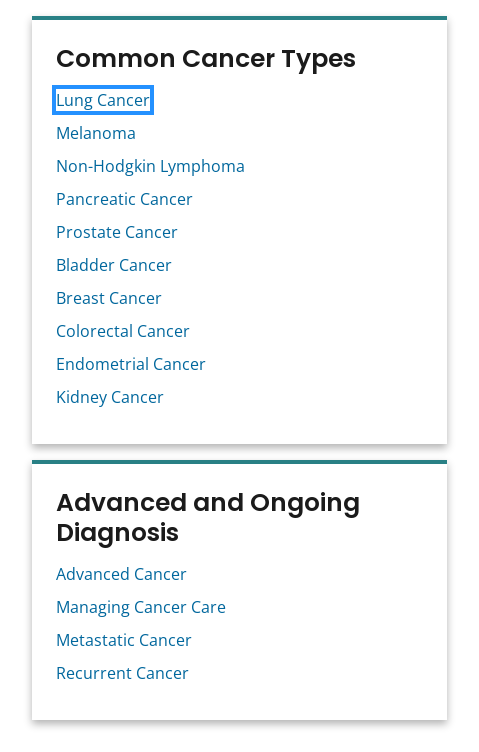 Common Cancer Types
Lung Cancer
Melanoma
Non-Hodgkin Lymphoma
Pancreatic Cancer
Prostate Cancer
Bladder Cancer
Breast Cancer
Colorectal Cancer
Endometrial Cancer
Kidney Cancer
Advanced and Ongoing
Diagnosis
Advanced Cancer
Managing Cancer Care
Metastatic Cancer
Recurrent Cancer